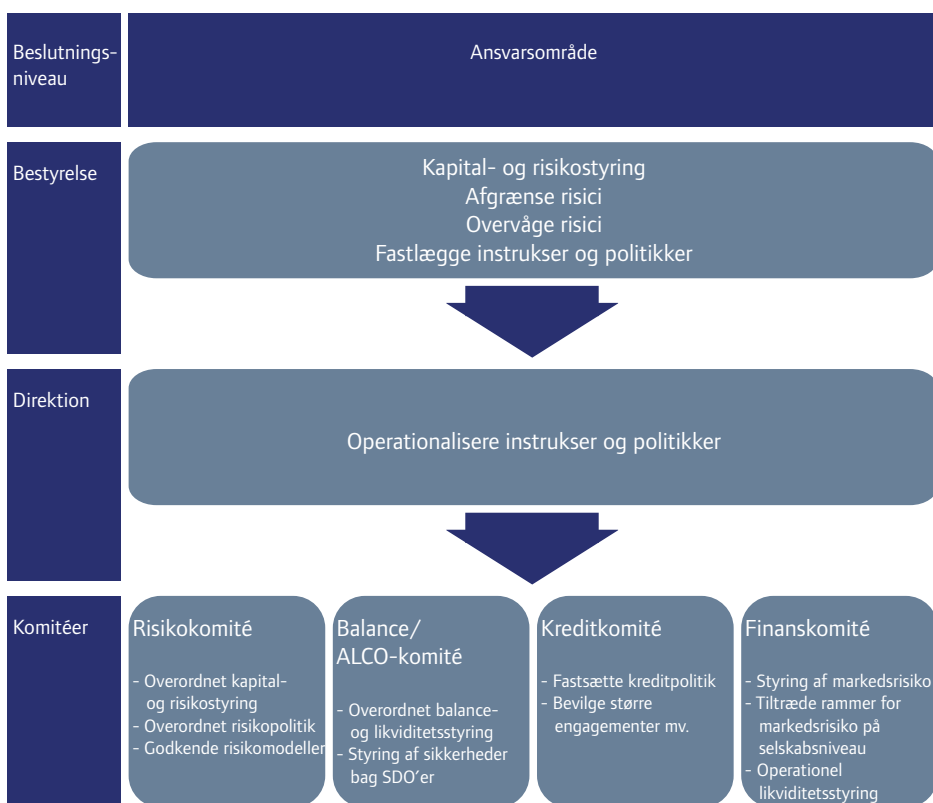 Beslutnings-
niveau
Ansvarsområde
Bestyrelse
Kapital- og risikostyring
Afgrænse risici
Overvåge risici
Fastlægge instrukser og politikker
Direktion
Operationalisere instrukser og politikker
Komitéer
Risikokomité
- Overordnet kapital-
og risikostyring
- Overordnet risikopolitik
- Godkende risikomodeller
Balance/
ALCO-komité
- Overordnet balance-
og likviditetsstyring
- Styring af sikkerheder
bag SDO´er
Kreditkomité
- Fastsætte kreditpolitik
- Bevilge større
engagementer mv.
Finanskomité
- Styring af markedsrisiko
- Tiltræde rammer for
markedsrisiko på
selskabsniveau
- Operationel
likviditetsstyring